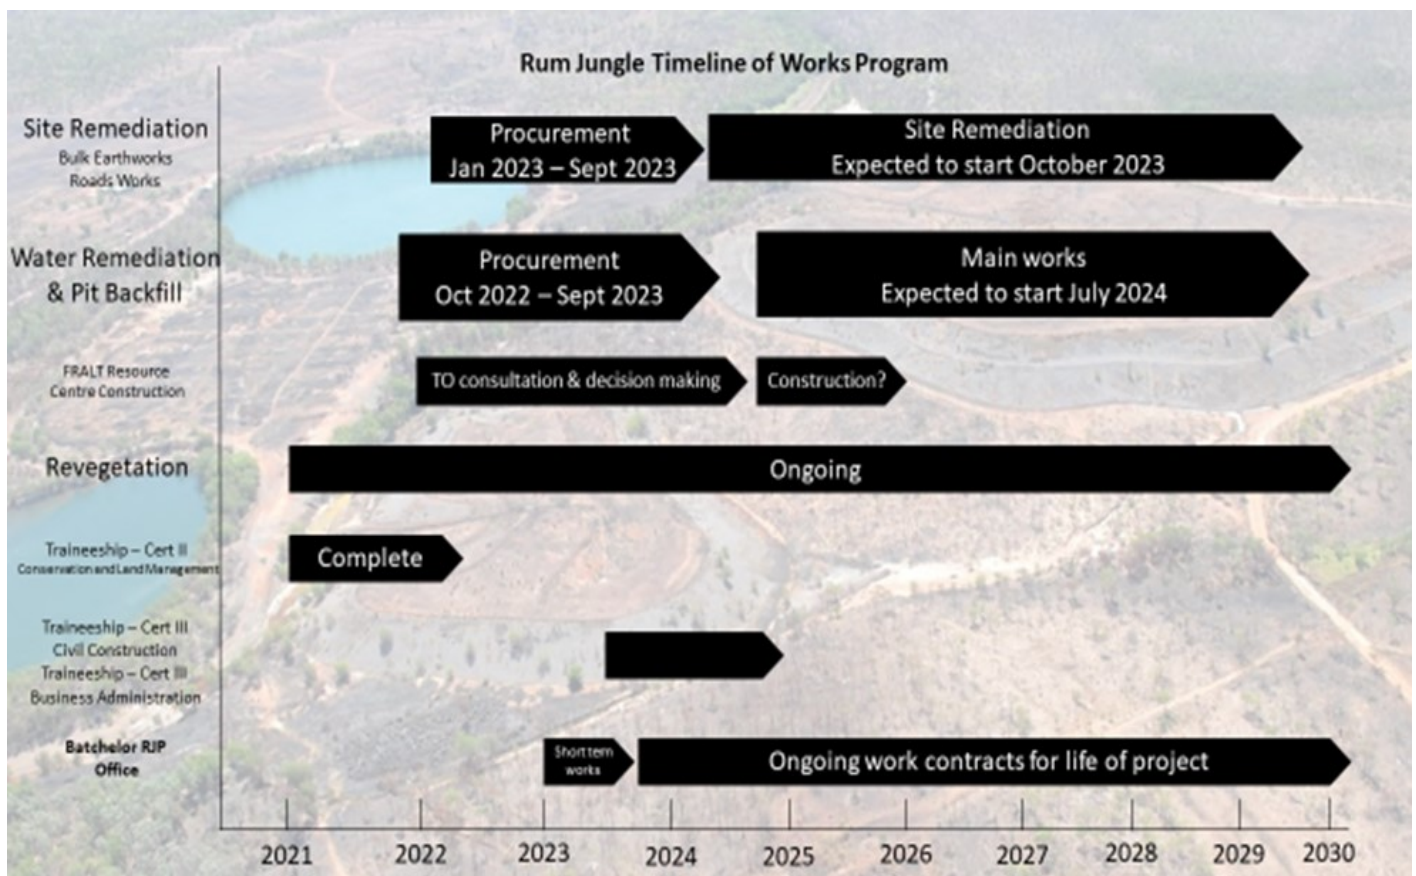 Rum Jungle Timeline of Works Program
Site Remediation
Bulk Earthworks
Roads Works
Procurement
Jan 2023 – Sept 2023
Site Remediation
Expected to start October 2023
Water Remediation
& Pit Backfill
Procurement
Oct 2022 – Sept 2023
Main works
Expected to start July 2024
FRALT Resource
Centre Construction
TO consultation & decision making
Construction?
Revegetation
Ongoing
Traineeship – Cert II
Conservation and Land Management
Complete
Traineeship – Cert III
Civil Construction
Traineeship – Cert III
Business Administration
Batchelor RJP
Office
Short term
works
Ongoing work contracts for life of project
2021 2022 2023 2024 2025 2026 2027 2028 2029 2030